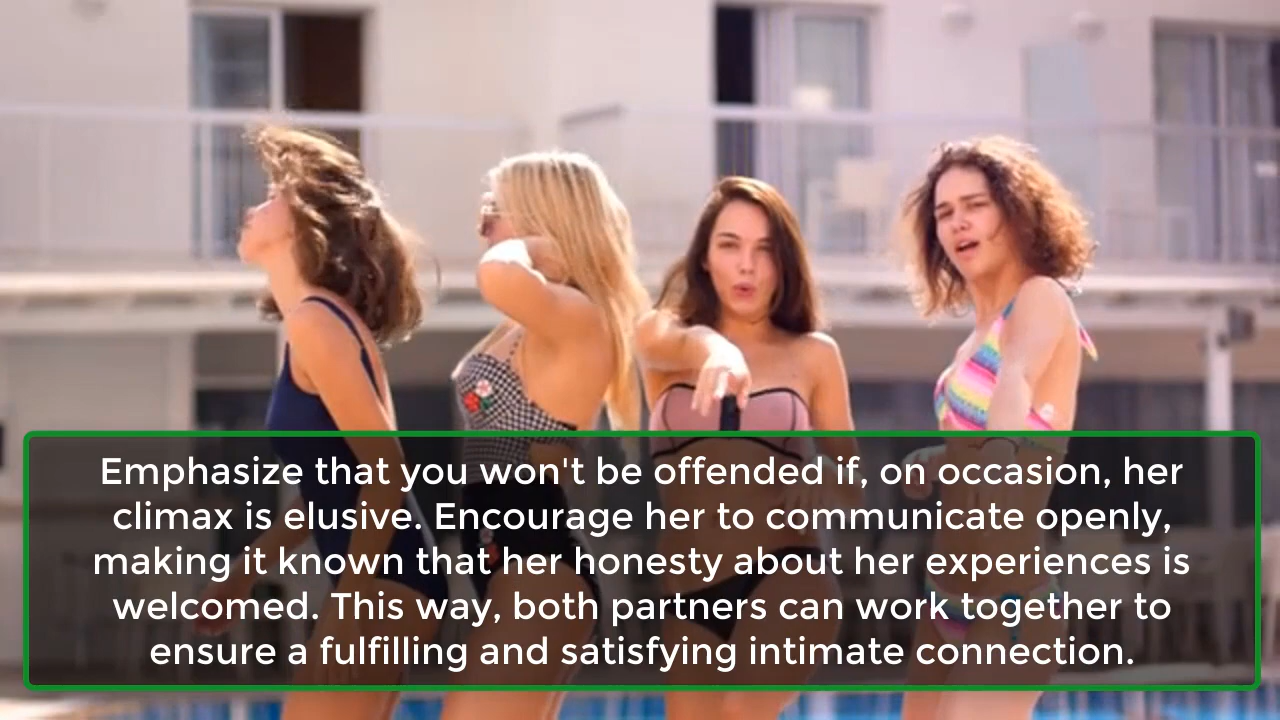 Emphasize that you won't be offended if, on occasion, her
climax is elusive. Encourage her to communicate openly,
making it known that her honesty about her experiences is
welcomed. This way, both partners can work together to
ensure a fulfilling and satisfying intimate connection.